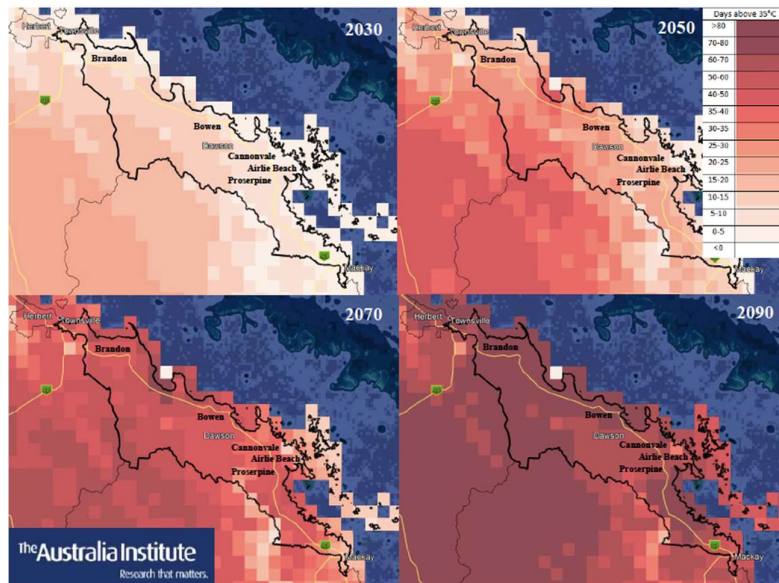 Herbert
Townsville
2030
Brandon
Bowen
Dawson
Cannonvale
Airlie Beach
Proserpine
Mackay
2050
Brandon
Bowen
Dawson
Cannonvale
Airlie Beach
Proserpine
Mackay
Days above 35°C
>80
70-80
60-70
50-60
40-50
35-40
30-35
25-30
20-25
15-20
10-15
5-10
0-5
<0
Herbert
Townsville
2070
Brandon
Bowen
Dawson
Cannonvale
Airlie Beach
Proserpine
Mackay
The Australia Institute
Research that matters.
Herbert
Townsville
2090
Brandon
Bowen
Dawson
Cannonvale
Airlie Beach
Proserpine
Mackay